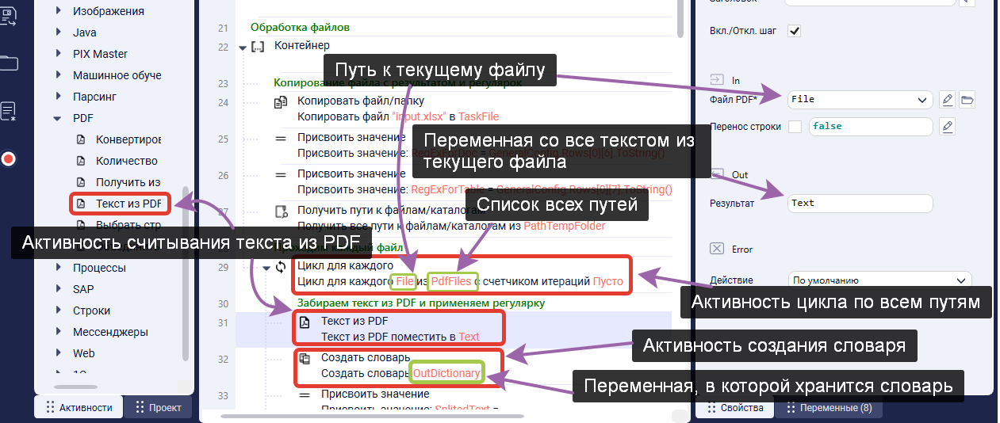 Изображения
Java
PIX Master
Машинное обуче
Парсинг
PDF
Конвертиров
Количество
Получить из
Текст из PDF
Выбрать стр
Процессы
SAP
Строки
Мессенджеры
Web
Активности
Проект
21 Обработка файлов
22 Контейнер
23 Копирование файла с результатом и регулярок
24 Копировать файл/папку
Копировать файл "input.xlsx" в TaskFile
25 Присвоить значение
Присвоить значение: RegExForDoc = GeneralConfig.Rows[0][6].ToString()
26 Присвоить значение
Присвоить значение: RegExForTable = GeneralConfig.Rows[0][7].ToString()
27 Получить пути к файлам/каталогам
Получить все пути к файлам/каталогам из PathTempFolder
28 Проходим каждый файл
29 Цикл для каждого
Цикл для каждого File из PdfFiles с счетчиком итераций Пусто
30 Забираем текст из PDF и применяем регулярку
31 Текст из PDF
Текст из PDF поместить в Text
32 Создать словарь
Создать словарь OutDictionary
33 Присвоить значение
Присвоить значение: SplitedText =
Путь к текущему файлу
Переменная со все текстом из
текущего файла
Список всех путей
Активность считывания текста из PDF
Активность цикла по всем путям
Активность создания словаря
Переменная, в которой хранится словарь
Заголовок
Вкл./Откл. шаг
In
Файл PDF* File
Перенос строки false
Out
Результат Text
Error
Действие По умолчанию
Свойства
Переменные (8)